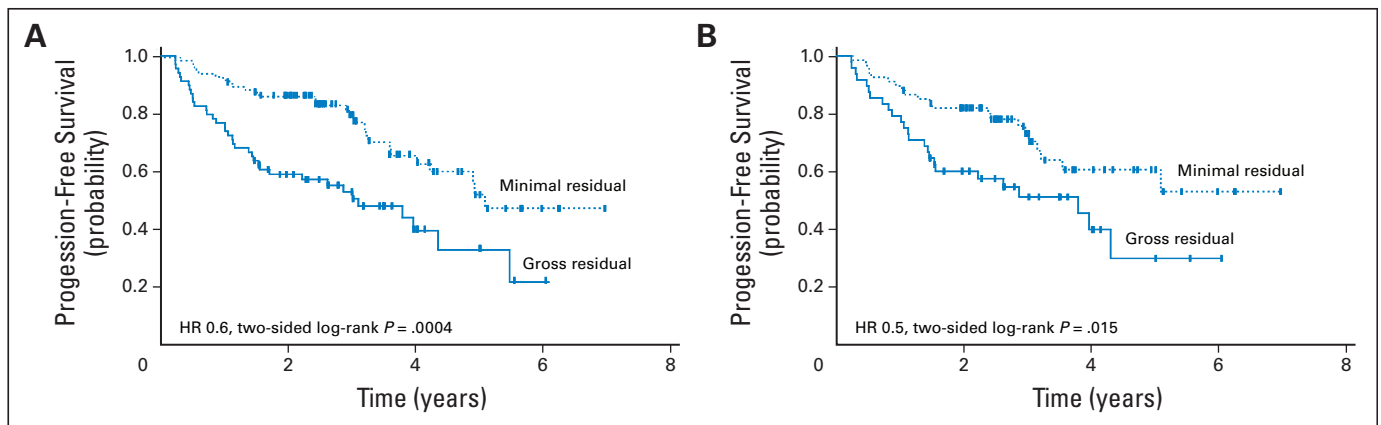 A
Progession-Free Survival
(probability)
1.0
0.8
0.6
0.4
0.2
0
2
4
6
8
Time (years)
Minimal residual
Gross residual
HR 0.6, two-sided log-rank P = .0004
B
Progession-Free Survival
(probability)
1.0
0.8
0.6
0.4
0.2
0
2
4
6
8
Time (years)
Minimal residual
Gross residual
HR 0.5, two-sided log-rank P = .015